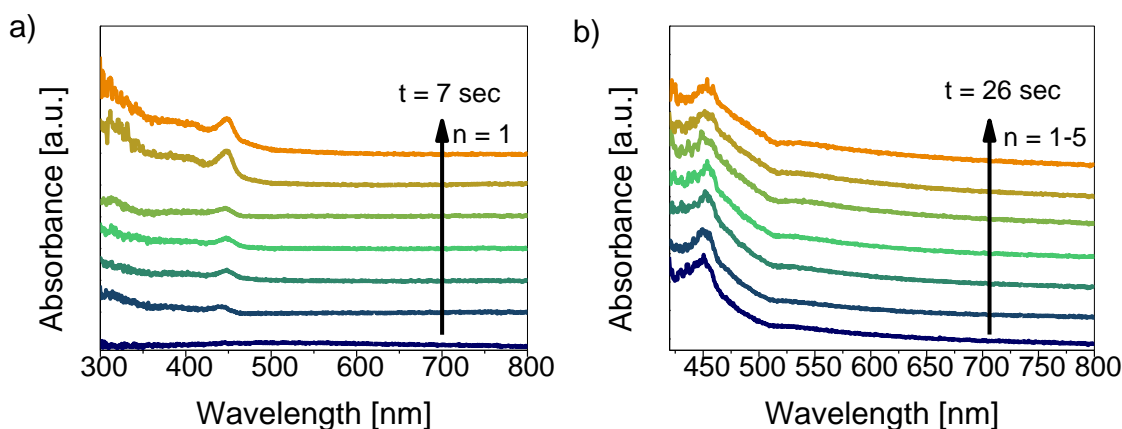 a)
Absorbance [a.u.]
t = 7 sec
n = 1
300 400 500 600 700 800
Wavelength [nm]
b)
Absorbance [a.u.]
t = 26 sec
n = 1-5
450 500 550 600 650 700 750 800
Wavelength [nm]